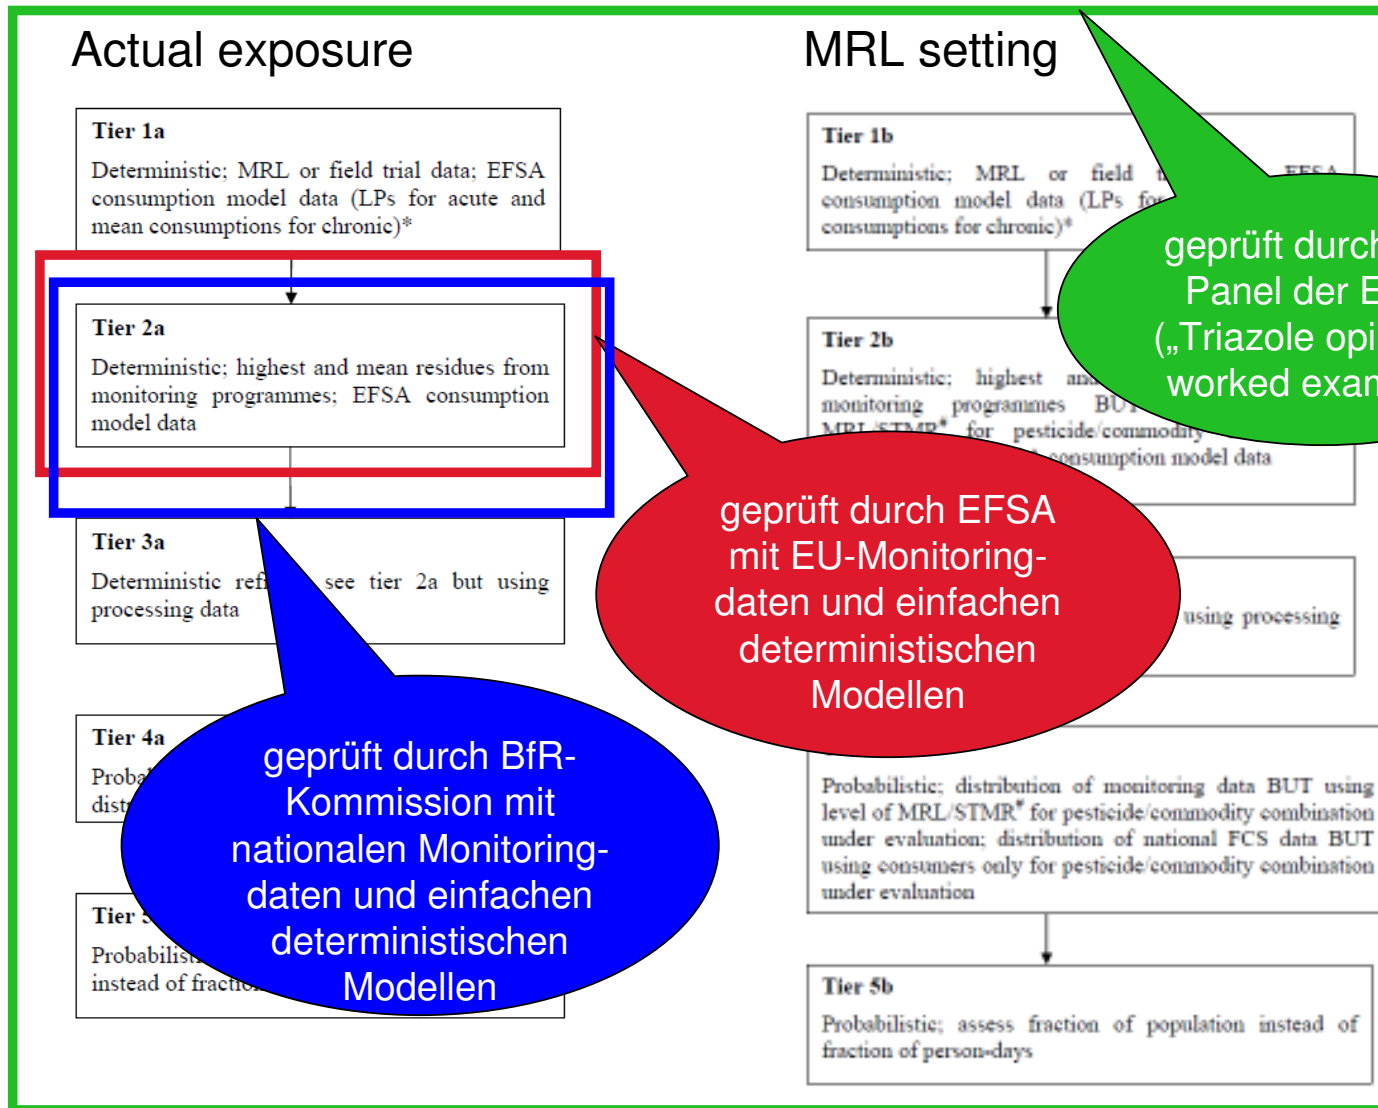 Actual exposure
Tier 1a
Deterministic; MRL or field trial data; EFSA
consumption model data (LPs for acute and
mean consumptions for chronic)*
Tier 2a
Deterministic; highest and mean residues from
monitoring programmes; EFSA consumption
model data
Tier 3a
Deterministic see tier 2a but using
processing data
Tier 4a
Tier
instead of
geprüft durch BfR-
Kommission mit
nationalen Monitoring-
daten und einfachen
deterministischen
Modellen
geprüft durch EFSA
mit EU-Monitoring-
daten und einfachen
deterministischen
Modellen
MRL setting
Tier 1b
Deterministic; MRL or field EFSA
consumption model data (LPs for
consumptions for chronic)*
geprüft durch
Panel der
(„Triazole
worked
Tier 2b
Deterministic; highest and
monitoring programmes BUT
MRL/STMR# for pesticide/commodity
consumption model data
using processing
Probabilistic; distribution of monitoring data BUT using
level of MRL/STMR# for pesticide/commodity combination
under evaluation; distribution of national FCS data BUT
using consumers only for pesticide/commodity combination
under evaluation
Tier 5b
Probabilistic; assess fraction of population instead of
fraction of person-days